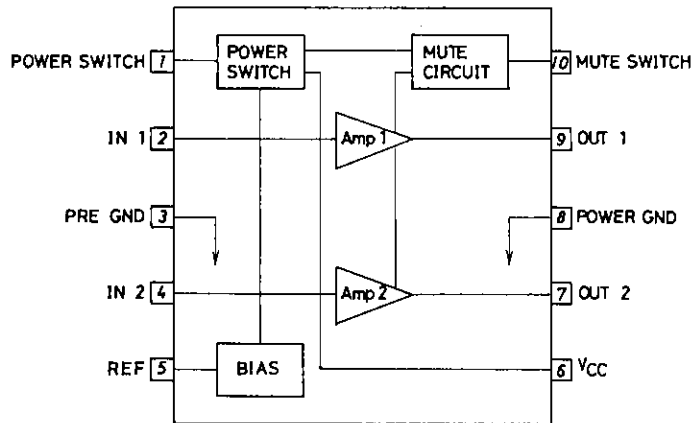 POWER SWITCH 1
POWER
SWITCH
MUTE
CIRCUIT
10 MUTE SWITCH
IN 1 2
Amp 1
9 OUT 1
PRE GND 3
8 POWER GND
IN 2 4
Amp 2
7 OUT 2
REF 5
BIAS
6 VCC